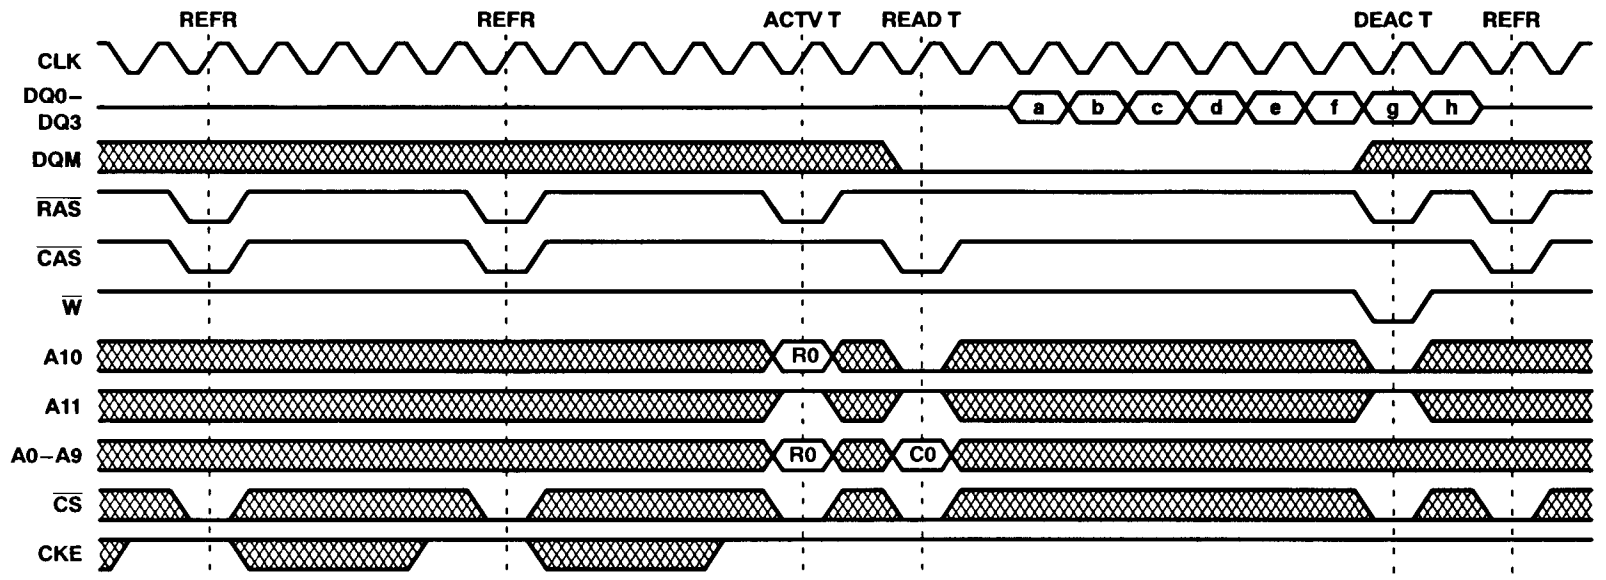 REFR REFR ACTV T READ T DEAC T REFR
CLK
DQ0–
DQ3
a b c d e f g h
DQM
RAS
CAS
W
A10 R0
A11
A0–A9 R0 C0
CS
CKE